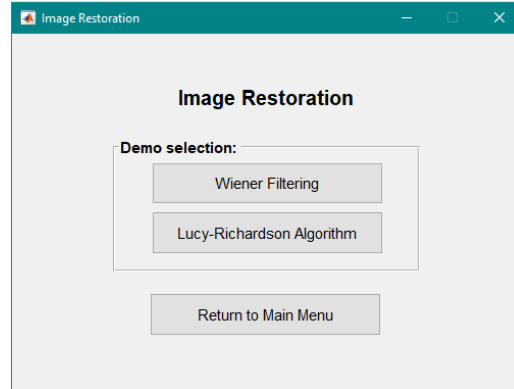 Image Restoration
Image Restoration
Demo selection:
Wiener Filtering
Lucy-Richardson Algorithm
Return to Main Menu